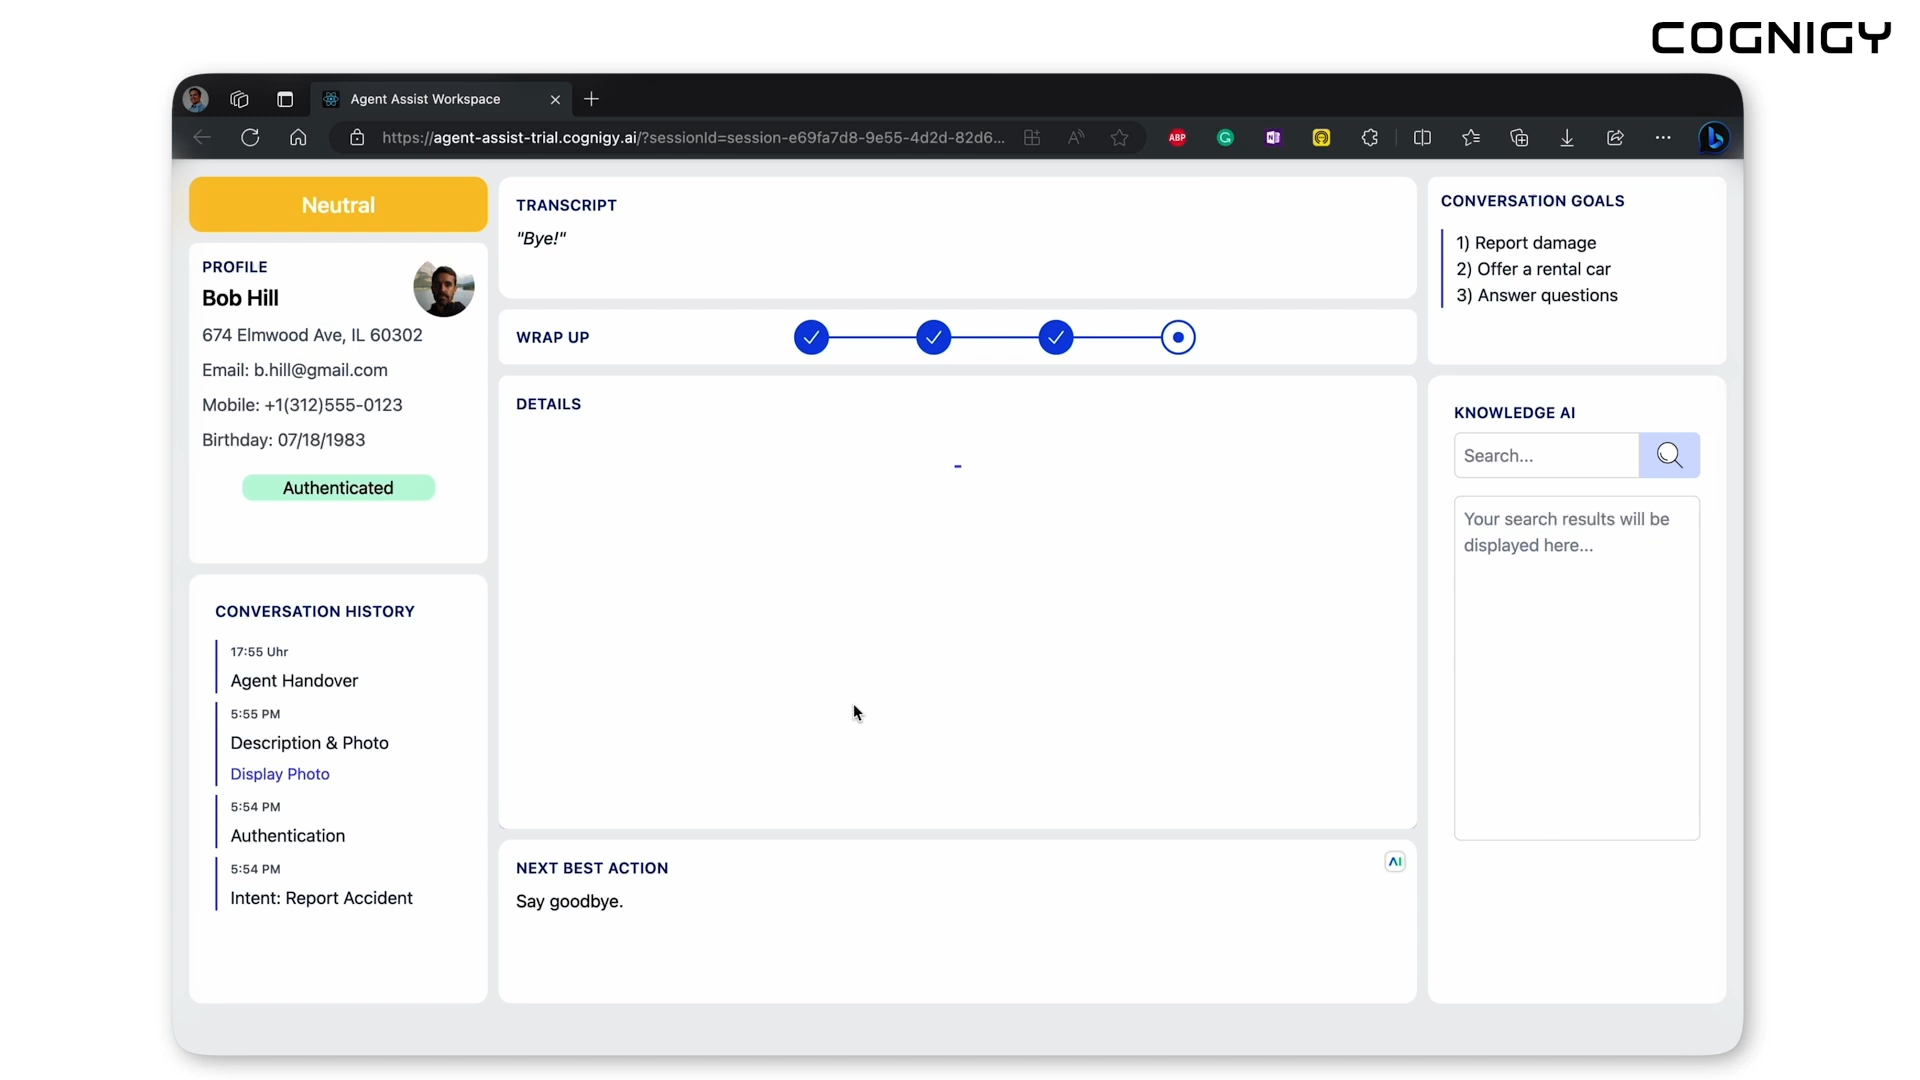 COGNIGY
Agent Assist Workspace
https://agent-assist-trial.cognigy.ai/?sessionId=session-e69fa7d8-9e55-4d2d-82d6...
ABP
Neutral
PROFILE
Bob Hill
674 Elmwood Ave, IL 60302
Email: b.hill@gmail.com
Mobile: +1(312)555-0123
Birthday: 07/18/1983
Authenticated
CONVERSATION HISTORY
17:55 Uhr
Agent Handover
5:55 PM
Description & Photo
Display Photo
5:54 PM
Authentication
5:54 PM
Intent: Report Accident
TRANSCRIPT
"Bye!"
WRAP UP
DETAILS
-
NEXT BEST ACTION
AI
Say goodbye.
CONVERSATION GOALS
1) Report damage
2) Offer a rental car
3) Answer questions
KNOWLEDGE AI
Search...
Your search results will be
displayed here...